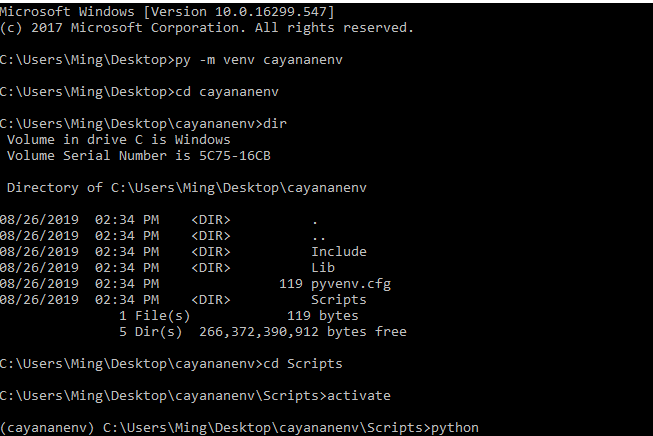 Microsoft Windows [Version 10.0.16299.547]
(c) 2017 Microsoft Corporation. All rights reserved.
C:\Users\Ming\Desktop>py -m venv cayananenv
C:\Users\Ming\Desktop>cd cayananenv
C:\Users\Ming\Desktop\cayananenv>dir
 Volume in drive C is Windows
 Volume Serial Number is 5C75-16CB
 Directory of C:\Users\Ming\Desktop\cayananenv
08/26/2019  02:34 PM    <DIR>          .
08/26/2019  02:34 PM    <DIR>          ..
08/26/2019  02:34 PM    <DIR>          Include
08/26/2019  02:34 PM    <DIR>          Lib
08/26/2019  02:34 PM               119 pyvenv.cfg
08/26/2019  02:34 PM    <DIR>          Scripts
               1 File(s)            119 bytes
               5 Dir(s)  266,372,390,912 bytes free
C:\Users\Ming\Desktop\cayananenv>cd Scripts
C:\Users\Ming\Desktop\cayananenv\Scripts>activate
(cayananenv) C:\Users\Ming\Desktop\cayananenv\Scripts>python